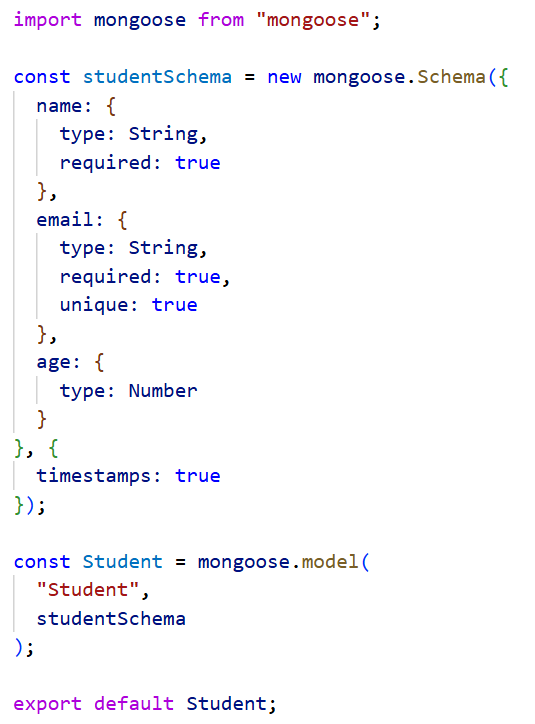 import mongoose from "mongoose";
const studentSchema = new mongoose.Schema({
  name: {
    type: String,
    required: true
  },
  email: {
    type: String,
    required: true,
    unique: true
  },
  age: {
    type: Number
  }
}, {
  timestamps: true
});
const Student = mongoose.model(
  "Student",
  studentSchema
);
export default Student;